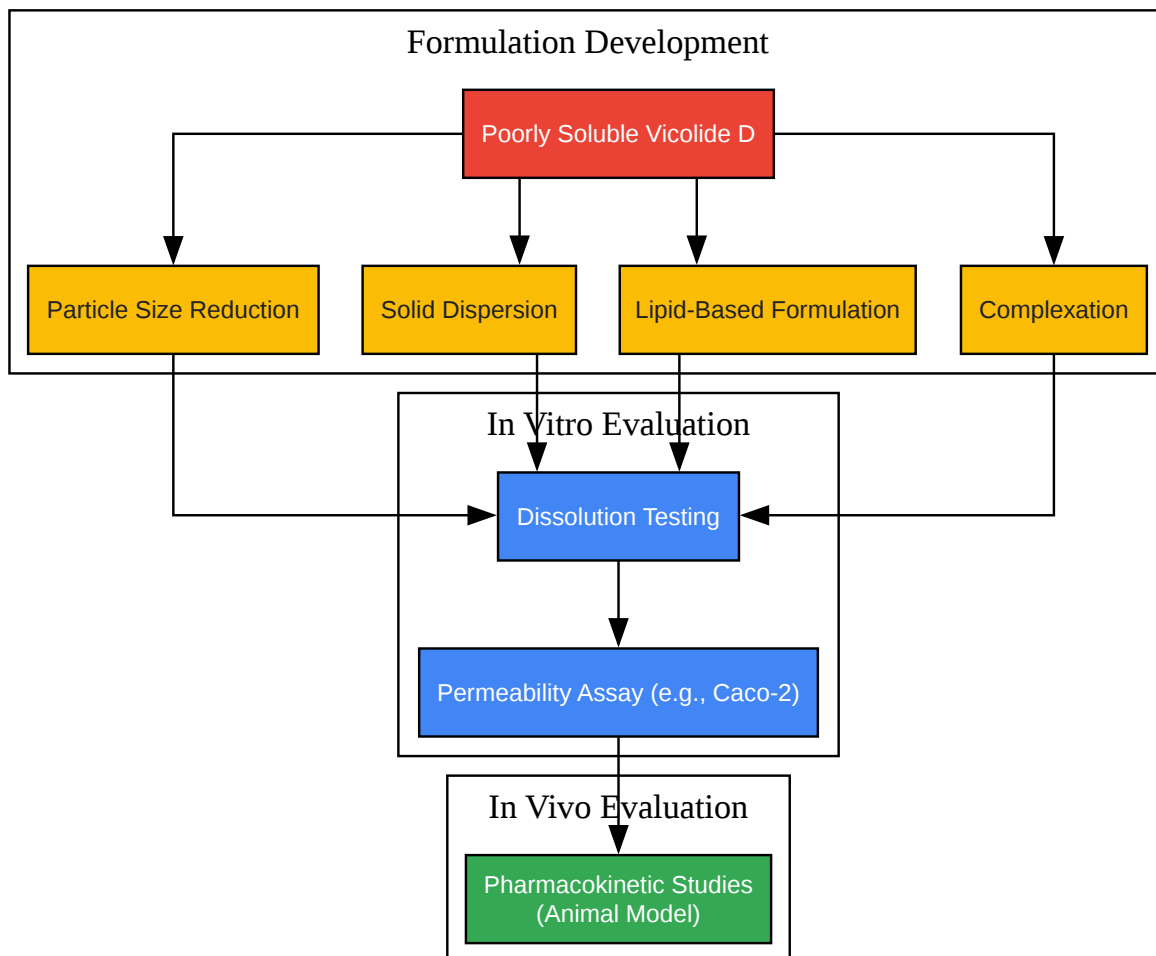 Formulation Development
Poorly Soluble Vicolide D
Particle Size Reduction
Solid Dispersion
Lipid-Based Formulation
Complexation
In Vitro Evaluation
Dissolution Testing
Permeability Assay (e.g., Caco-2)
In Vivo Evaluation
Pharmacokinetic Studies
(Animal Model)